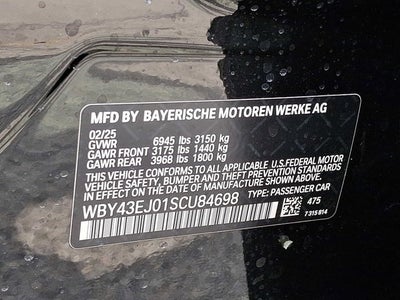 MFD BY BAYERISCHE MOTOREN WERKE AG
02/25
GVWR 6945 lbs 3150 kg
GAWR FRONT 3175 lbs 1440 kg
GAWR REAR 3968 lbs 1800 kg
THIS VEHICLE CONFORMS TO ALL APPLICABLE U.S.FEDERAL MOTOR
VEHICLE SAFETY, BUMPER, AND THEFT PREVENTION STANDARDS
IN EFFECT ON THE DATE OF MANUFACTURE SHOWN ABOVE.
WBY43EJ01SCU84698 TYPE: PASSENGER CAR
475
7315814